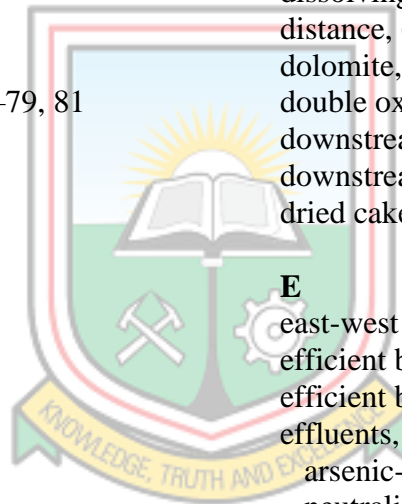 dissolving
distance,
dolomite,
–79, 81
double ox
downstrea
downstrea
dried cake
E
east-west
efficient b
efficient b
effluents,
arsenic-
neutrali
KNOWLEDGE, TRUTH AND EXCELLENCE